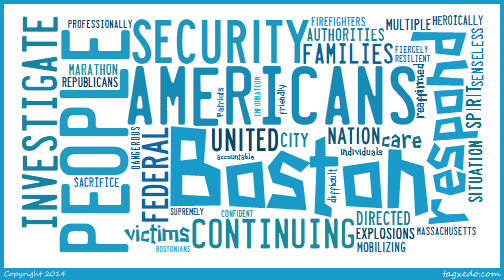 INVESTIGATE
PEOPLE
PROFESSIONALLY
MARATHON
REPUBLICANS
SACRIFICE
SECURITY
FIREFIGHTERS
AUTHORITIES
FAMILIES
MULTIPLE
HEROICALLY
FIERCELY
RESILIENT
SENSELESS
AMERICANS
Patriots
INFORMATION
friendly
reaffirmed
SPIRIT
SITUATION
respond
DANGEROUS
FEDERAL
UNITED
CITY
NATION
care
accountable
individuals
Boston
difficult
SUPREMELY
CONFIDENT
victims
BOSTONIANS
CONTINUING
DIRECTED
EXPLOSIONS
MASSACHUSETTS
MOBILIZING
Copyright 2014
tagxedo.com